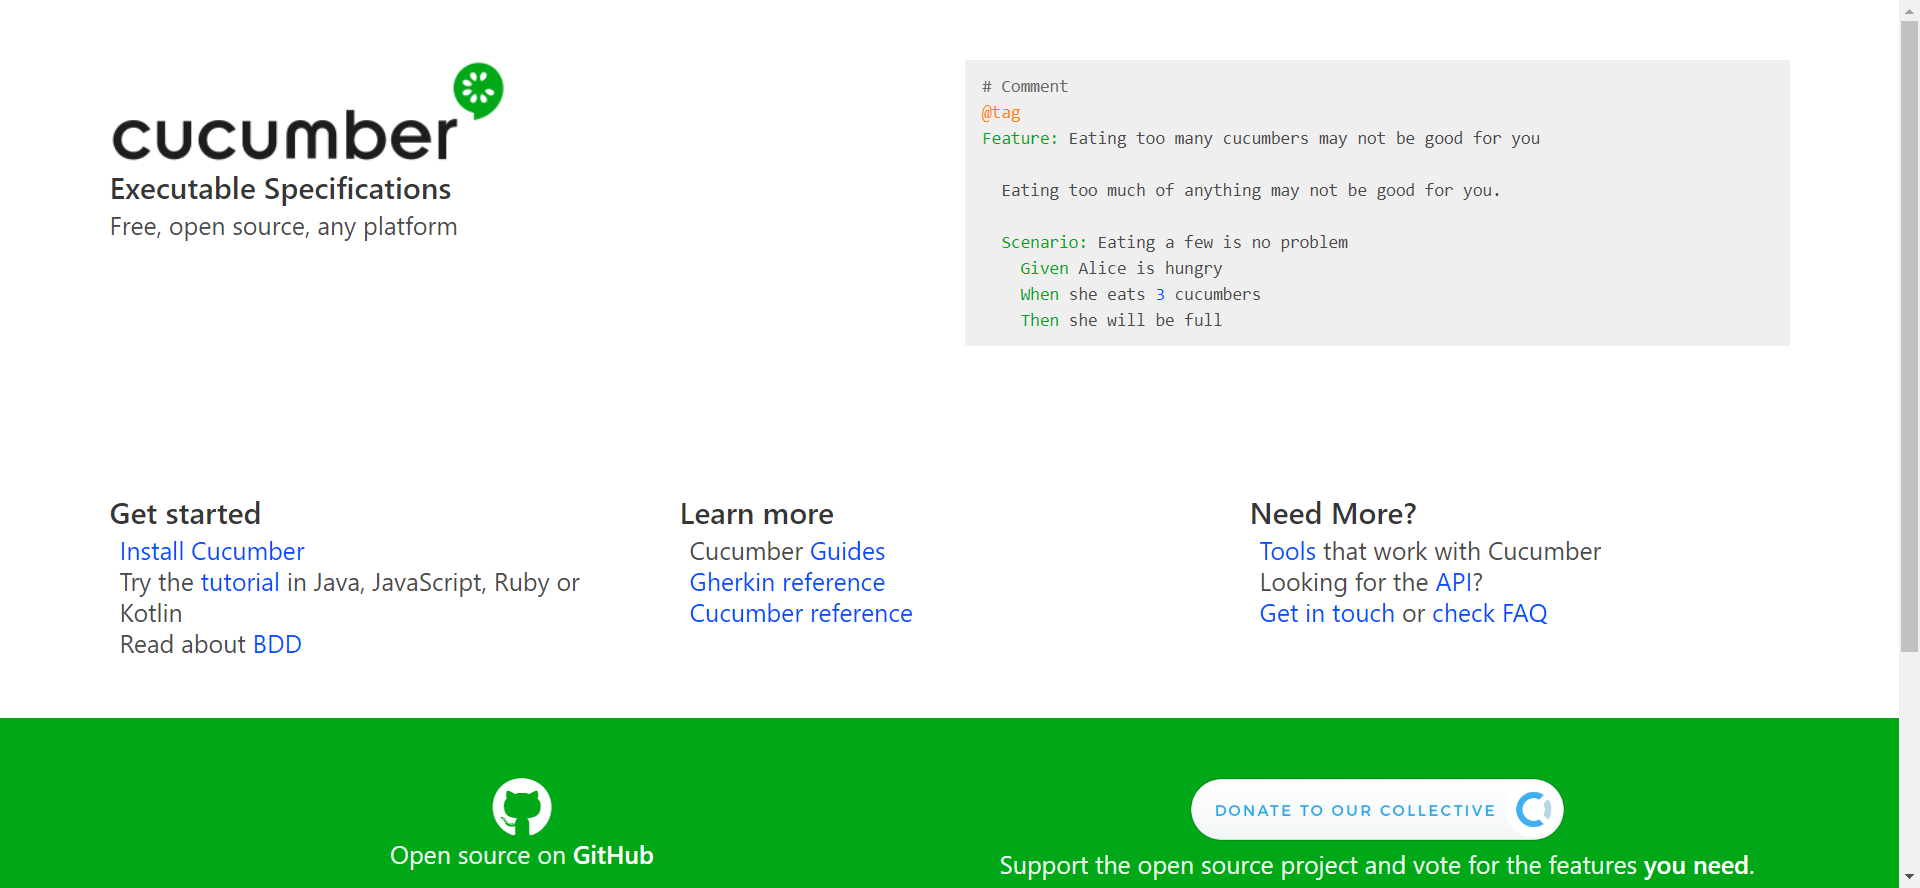 cucumber
Executable Specifications
Free, open source, any platform
# Comment
@tag
Feature: Eating too many cucumbers may not be good for you
Eating too much of anything may not be good for you.
Scenario: Eating a few is no problem
Given Alice is hungry
When she eats 3 cucumbers
Then she will be full
Get started
Install Cucumber
Try the tutorial in Java, JavaScript, Ruby or
Kotlin
Read about BDD
Learn more
Cucumber Guides
Gherkin reference
Cucumber reference
Need More?
Tools that work with Cucumber
Looking for the API?
Get in touch or check FAQ
Open source on GitHub
DONATE TO OUR COLLECTIVE
Support the open source project and vote for the features you need.